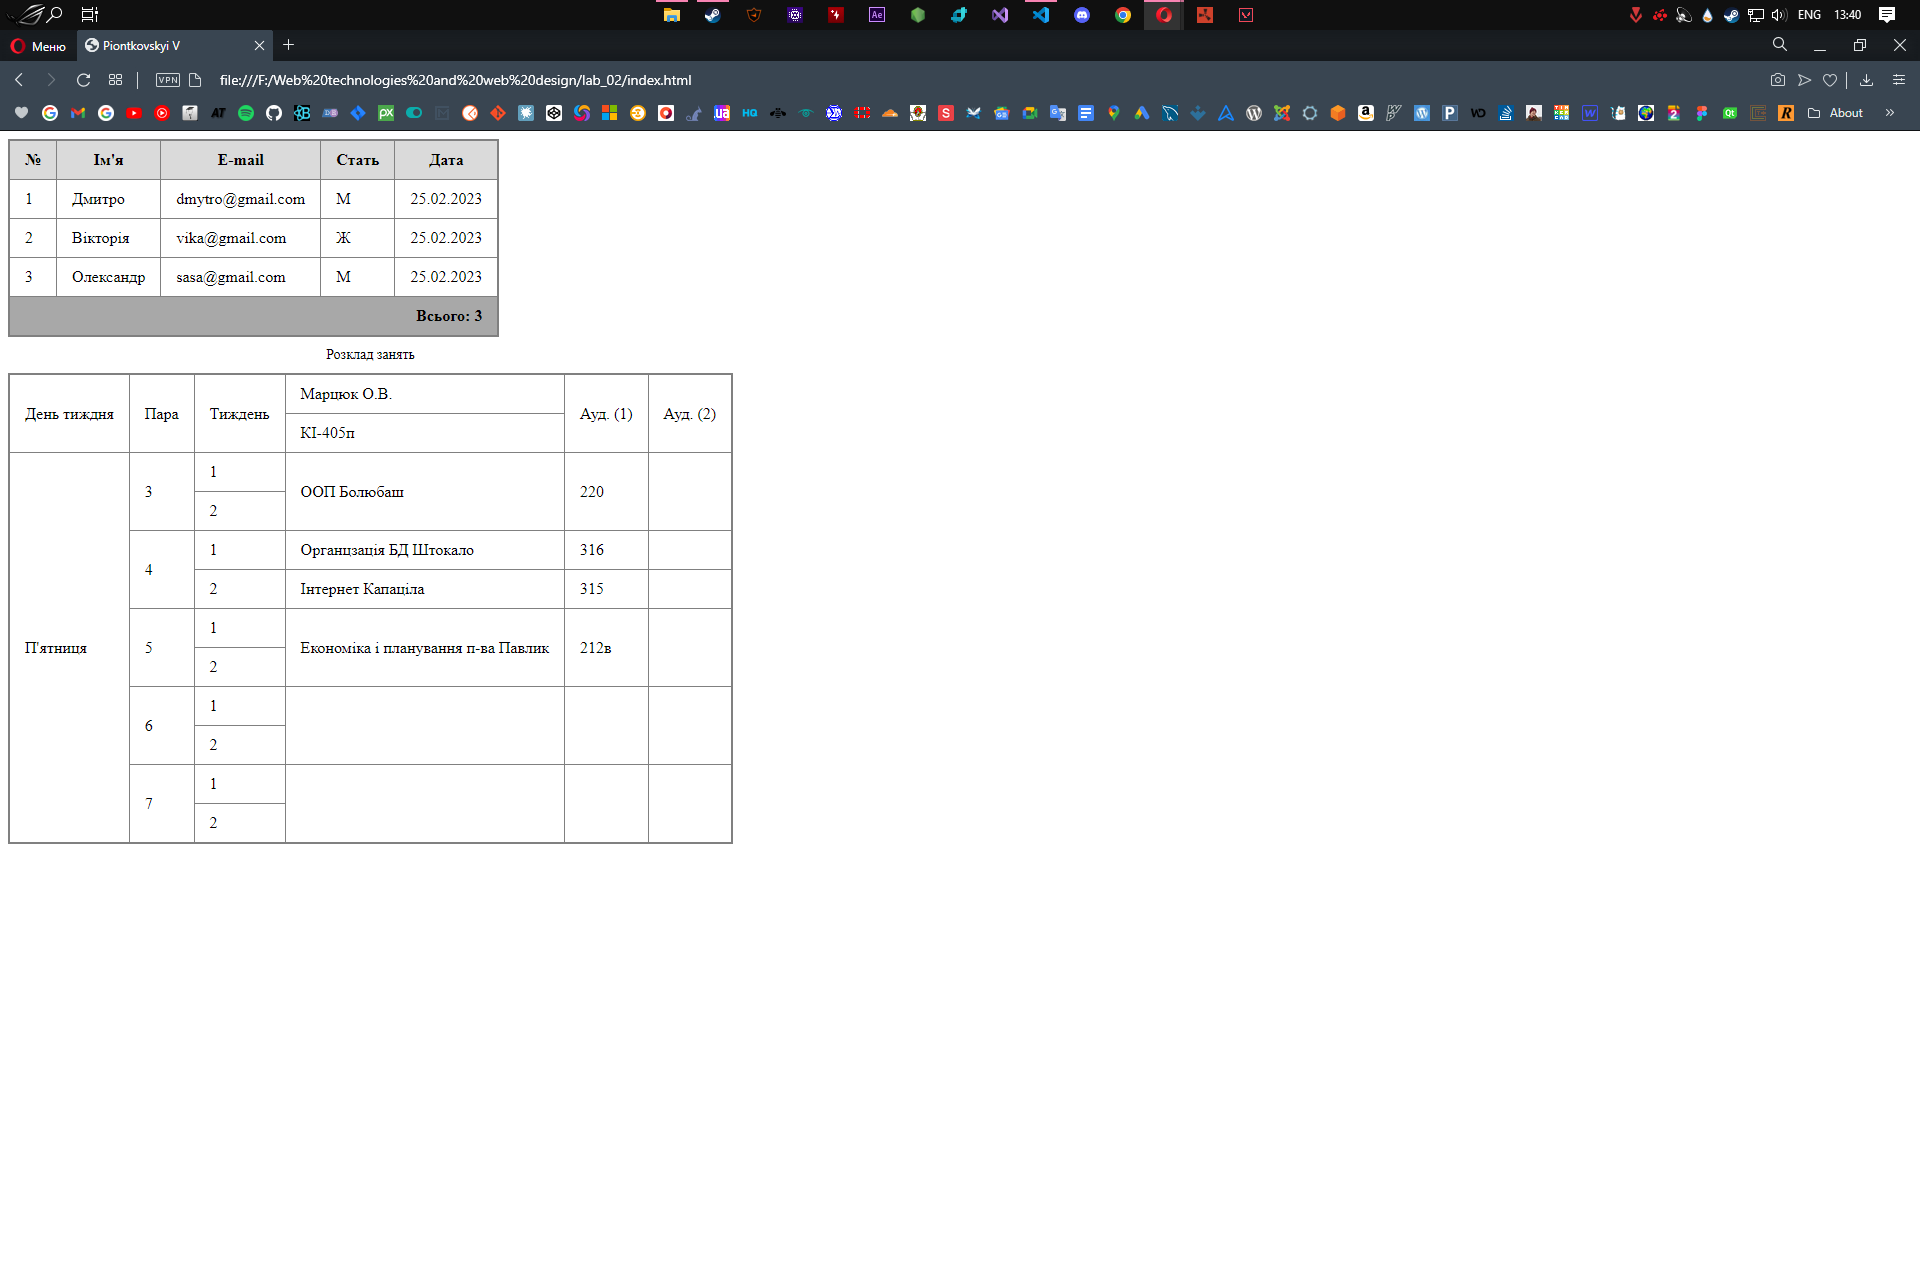 ENG 13:40
Меню Piontkovskyi V
VPN file:///F:/Web%20technologies%20and%20web%20design/lab_02/index.html
About
№ Ім'я E-mail Стать Дата
1 Дмитро dmytro@gmail.com М 25.02.2023
2 Вікторія vika@gmail.com Ж 25.02.2023
3 Олександр sasa@gmail.com М 25.02.2023
Всього: 3
Розклад занять
День тиждня Пара Тиждень Марцюк О.В. Ауд. (1) Ауд. (2)
КІ-405п
П'ятниця 3 1 ООП Болюбаш 220
2
4 1 Органцзація БД Штокало 316
2 Інтернет Капаціла 315
5 1 Економіка і планування п-ва Павлик 212в
2
6 1
2
7 1
2